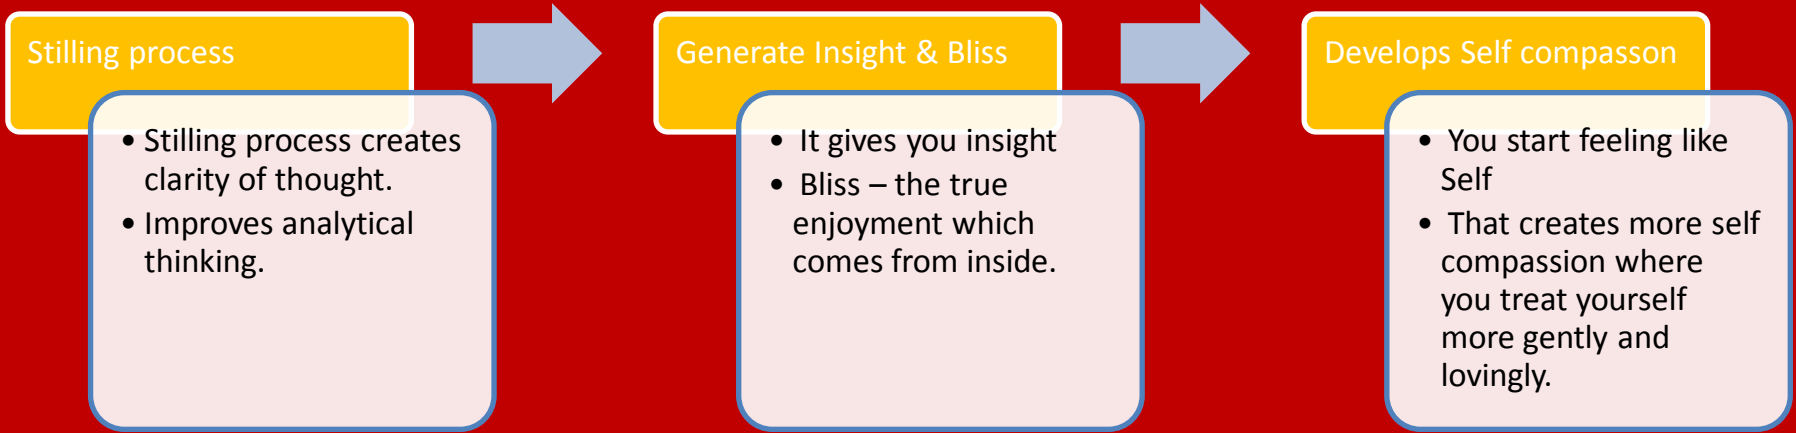 Stilling process
• Stilling process creates
clarity of thought.
• Improves analytical
thinking.
Generate Insight & Bliss
• It gives you insight
• Bliss – the true
enjoyment which
comes from inside.
Develops Self compasson
• You start feeling like
Self
• That creates more self
compassion where
you treat yourself
more gently and
lovingly.